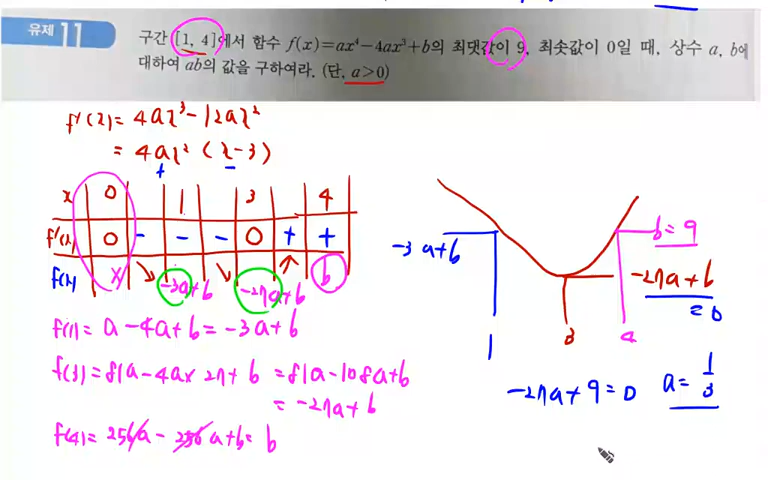 유제 11
구간 [1, 4]에서 함수 f(x)=ax⁴-4ax³+b의 최댓값이 9, 최솟값이 0일 때, 상수 a, b에
대하여 ab의 값을 구하여라. (단, a>0)
f'(x) = 4ax³ - 12ax²
= 4ax² (x-3)
+ -
x 0 1 3 4
f'(x) 0 - - - 0 + +
f(x) x ↘ -3a+b ↘ -27a+b ↗ b
f(1) = a - 4a + b = -3a + b
f(3) = 81a - 4a × 27 + b = 81a - 108a + b
= -27a + b
f(4) = 256a - 256a + b = b
-3a+b
b = 9
-27a + b
= 0
1 3 4
-27a + 9 = 0 a = 1/3